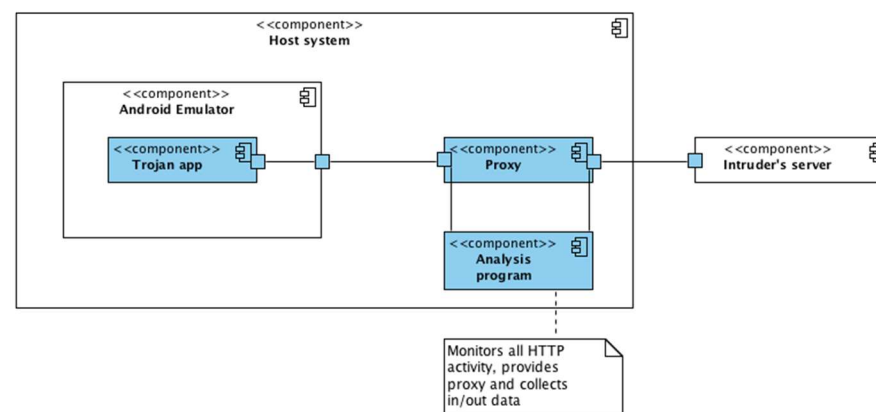 <<component>>
Host system
<<component>>
Android Emulator
<<component>>
Trojan app
<<component>>
Proxy
<<component>>
Intruder's server
<<component>>
Analysis
program
Monitors all HTTP
activity, provides
proxy and collects
in/out data